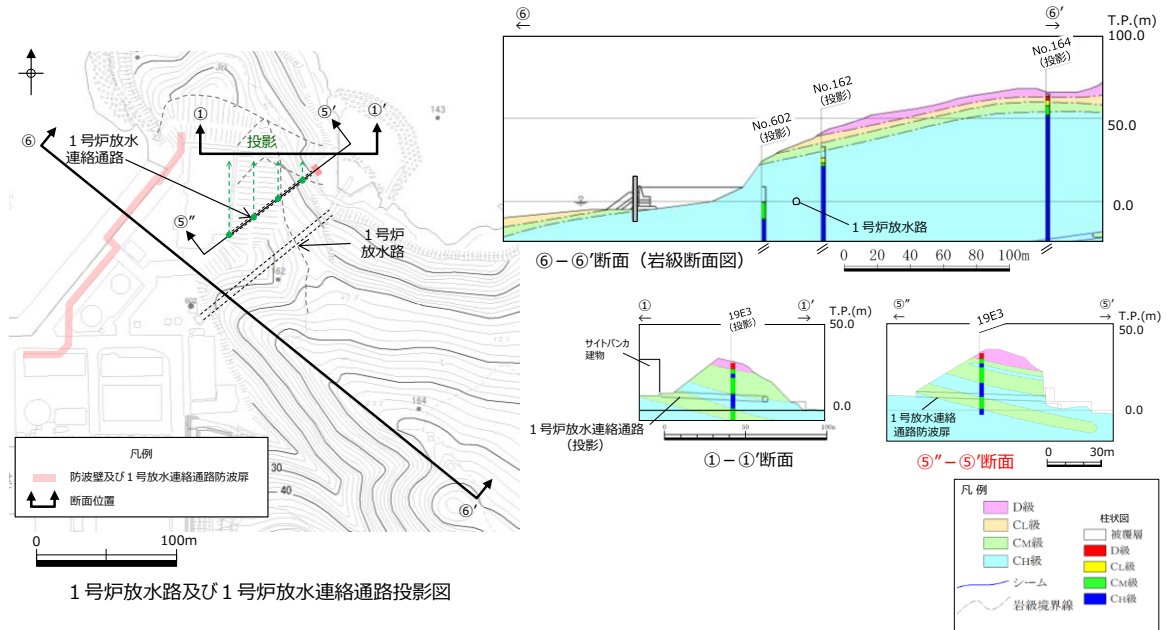 ⑥
⑥’
T.P.(m)
100.0
50.0
0.0
No.164
(投影)
No.162
(投影)
No.602
(投影)
1号炉放水路
⑥－⑥’断面（岩級断面図）
0 20 40 60 80 100m
30
143
①
①’
⑤’
投影
1号炉放水
連絡通路
⑥
⑤”
1号炉
放水路
162
602
164
30
40
⑥’
凡例
防波壁及び1号放水連絡通路防波扉
断面位置
0 100m
1号炉放水路及び1号炉放水連絡通路投影図
①
①’
T.P.(m)
19E3
(投影)
50.0
サイトバンカ
建物
0.0
1号炉放水連絡通路
(投影)
0 50 100m
①－①’断面
⑤”
⑤’
T.P.(m)
19E3
50.0
0.0
1号放水連絡
通路防波扉
⑤”－⑤’断面
0 30m
凡 例
D級
CL級
CM級
CH級
シーム
岩級境界線
柱状図
被覆層
D級
CL級
CM級
CH級